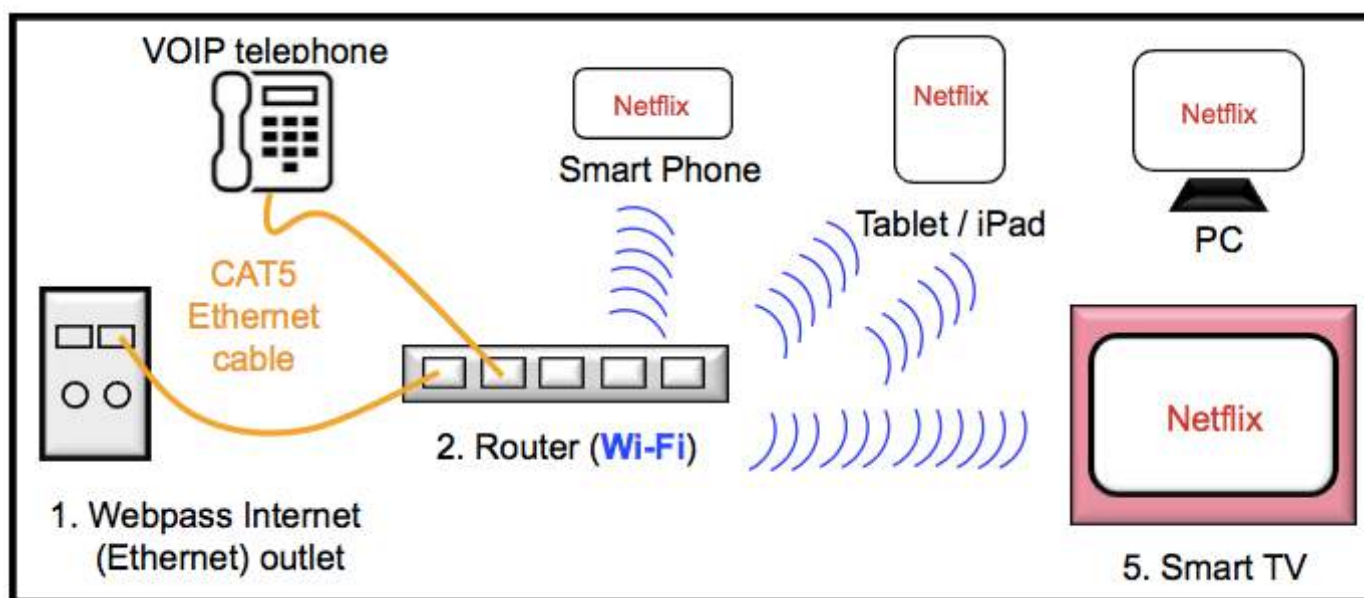 VOIP telephone
Netflix
Smart Phone
Netflix
Tablet / iPad
Netflix
PC
CAT5
Ethernet
cable
2. Router (Wi-Fi)
1. Webpass Internet
(Ethernet) outlet
Netflix
5. Smart TV